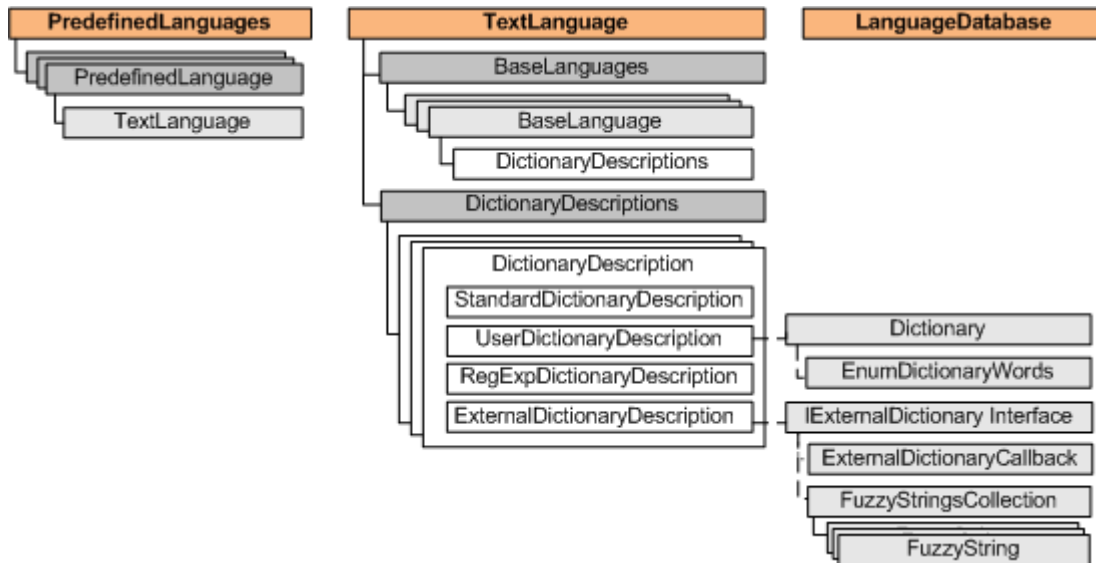 PredefinedLanguages
PredefinedLanguage
TextLanguage
TextLanguage
BaseLanguages
BaseLanguage
DictionaryDescriptions
DictionaryDescriptions
DictionaryDescription
StandardDictionaryDescription
UserDictionaryDescription
RegExpDictionaryDescription
ExternalDictionaryDescription
LanguageDatabase
Dictionary
EnumDictionaryWords
IExternalDictionary Interface
ExternalDictionaryCallback
FuzzyStringsCollection
FuzzyString